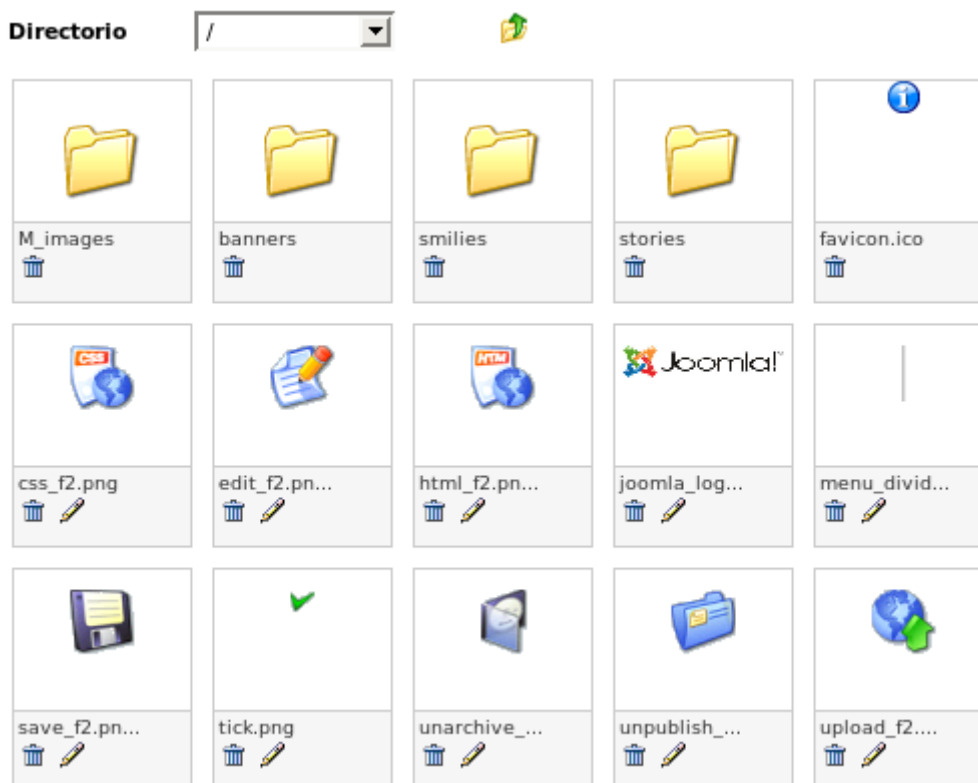 Directorio /
M_images banners smilies stories favicon.ico
CSS HTM Joomla!
css_f2.png edit_f2.pn... html_f2.pn... joomla_log... menu_divid...
save_f2.pn... tick.png unarchive_... unpublish_... upload_f2....